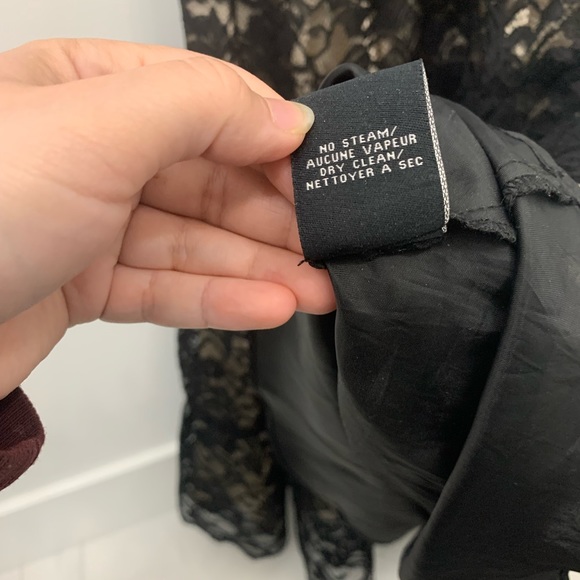 NO STEAM/
AUCUNE VAPEUR
DRY CLEAN/
NETTOYER A SEC